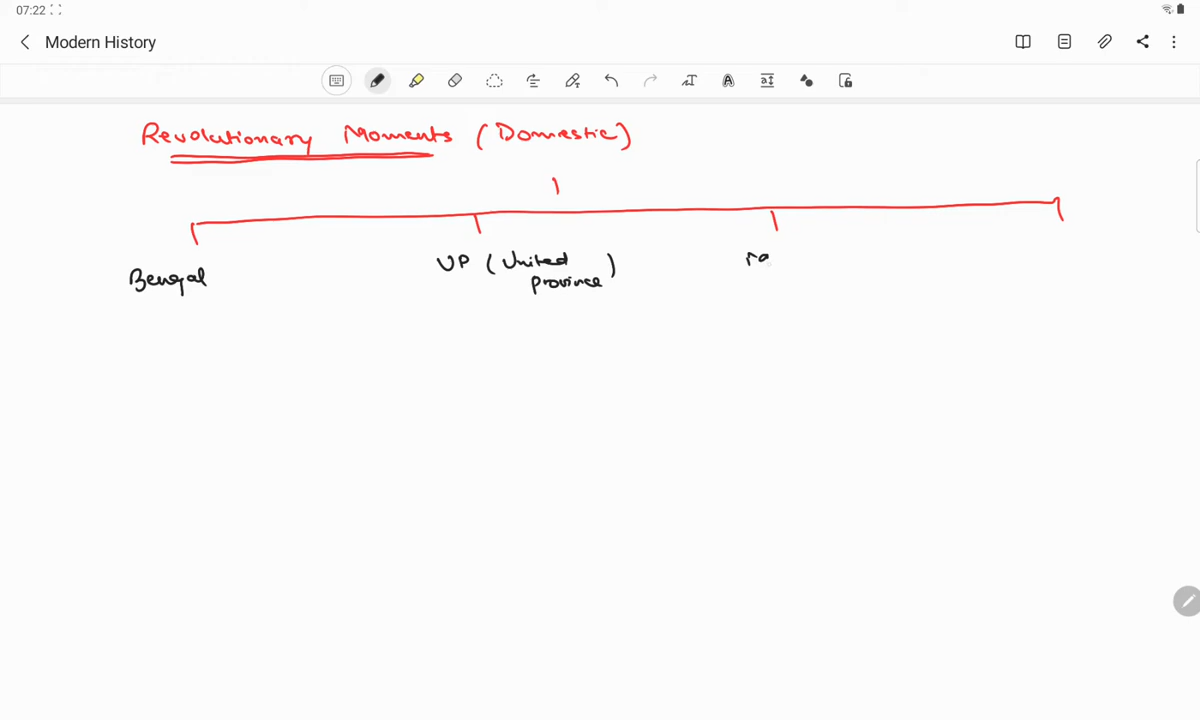 07:22
Modern History
Revolutionary Moments (Domestic)
Bengal
UP (United province)